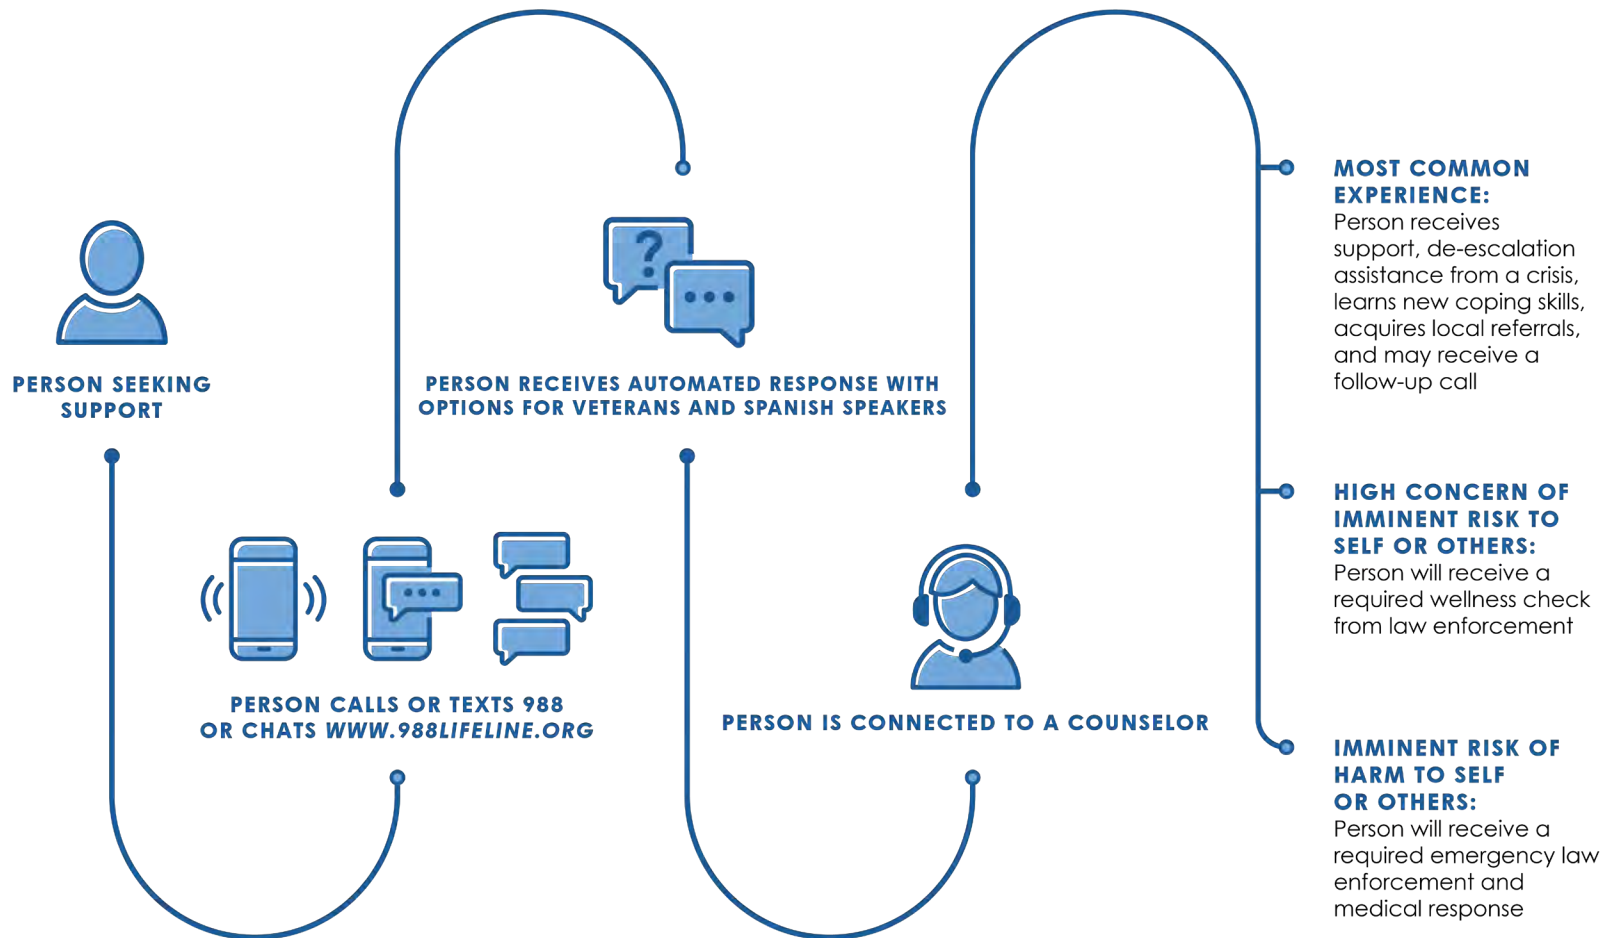 PERSON SEEKING
SUPPORT
PERSON CALLS OR TEXTS 988
OR CHATS WWW.988LIFELINE.ORG
?
PERSON RECEIVES AUTOMATED RESPONSE WITH
OPTIONS FOR VETERANS AND SPANISH SPEAKERS
PERSON IS CONNECTED TO A COUNSELOR
MOST COMMON
EXPERIENCE:
Person receives
support, de-escalation
assistance from a crisis,
learns new coping skills,
acquires local referrals,
and may receive a
follow-up call
HIGH CONCERN OF
IMMINENT RISK TO
SELF OR OTHERS:
Person will receive a
required wellness check
from law enforcement
IMMINENT RISK OF
HARM TO SELF
OR OTHERS:
Person will receive a
required emergency law
enforcement and
medical response